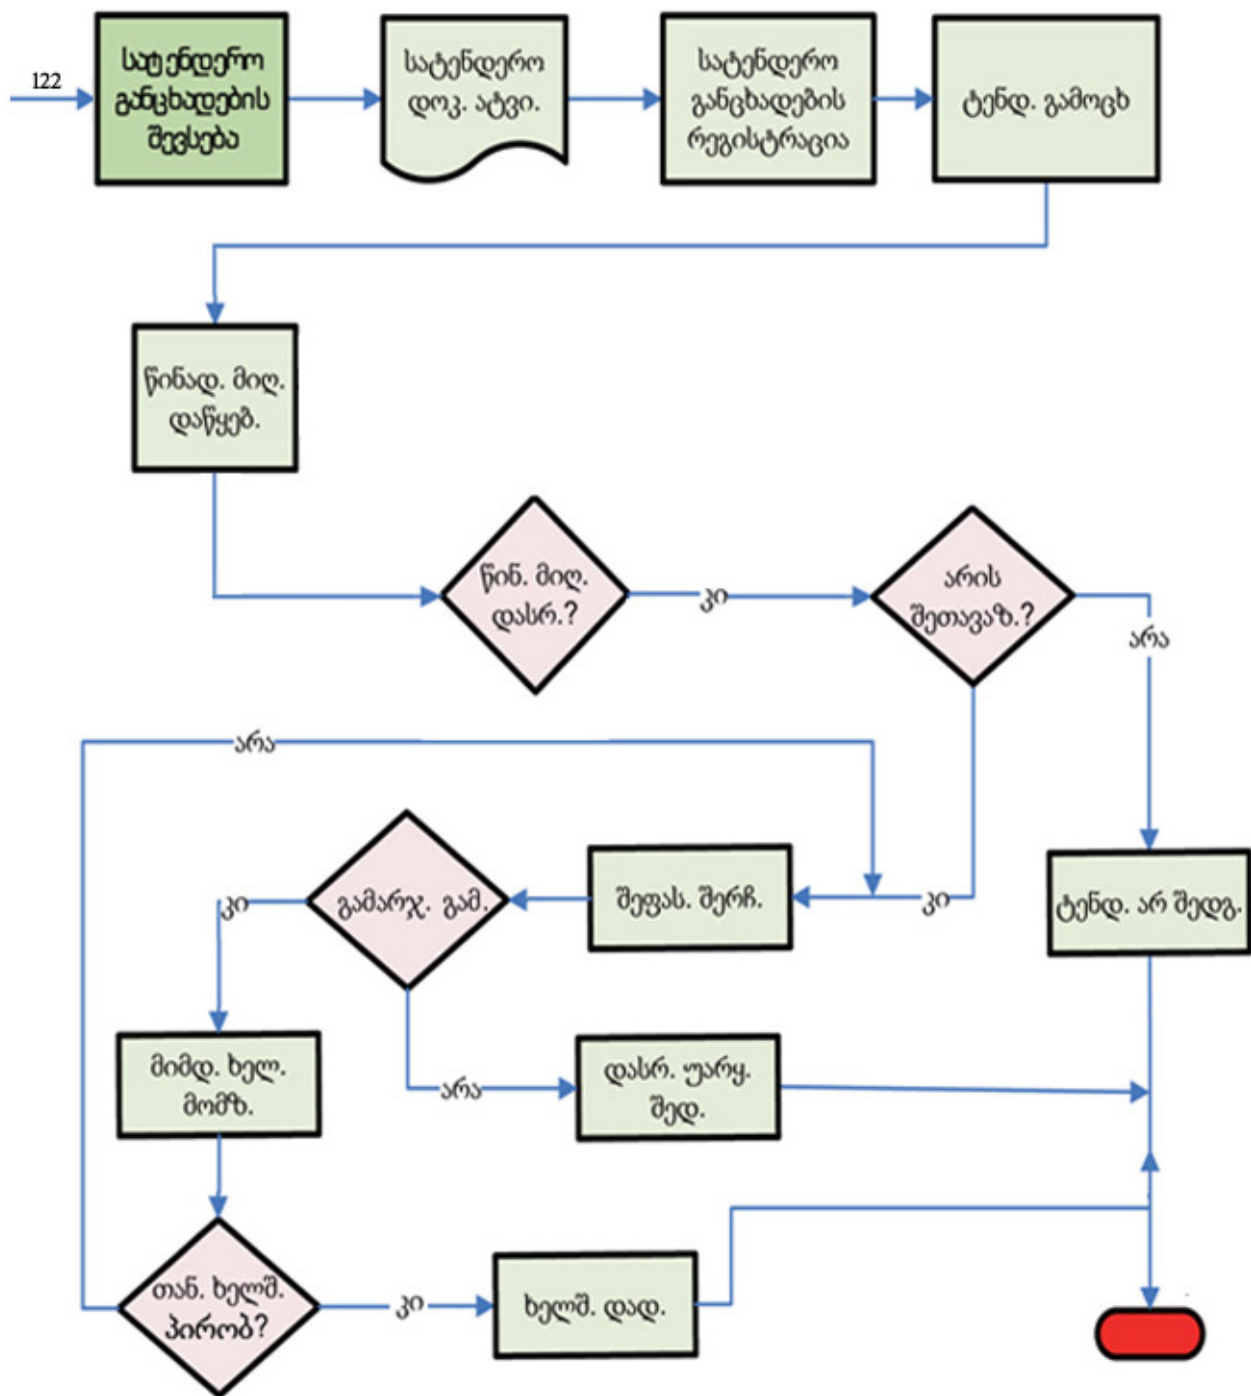 122
სატენდერო
განცხადების
შევსება
სატენდერო
დოკ. ატვი.
სატენდერო
განცხადების
რეგისტრაცია
ტენდ. გამოცხ
წინად. მიღ.
დაწყებ.
წინ. მიღ.
დასრ.?
კი
არის
შეთავაზ.?
არა
არა
გამარჯ. გამ.
შეფას. შერჩ.
კი
კი
ტენდ. არ შედგ.
მიმდ. ხელ.
მომზ.
არა
დასრ. უარყ.
შედ.
თან. ხელშ.
პირობ?
კი
ხელშ. დად.